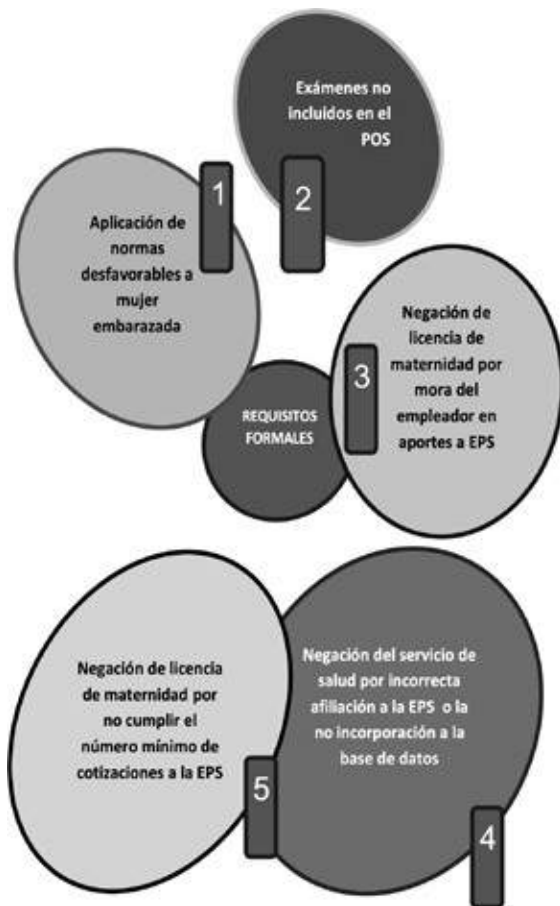 Exámenes no
incluidos en el
POS
1
2
Aplicación de
normas
desfavorables a
mujer
embarazada
Negación de
licencia de
maternidad por
mora del
empleador en
aportes a EPS
3
REQUISITOS
FORMALES
Negación de licencia
de maternidad por
no cumplir el
número mínimo de
cotizaciones a la EPS
5
Negación del servicio de
salud por incorrecta
afiliación a la EPS o la
no incorporación a la
base de datos
4